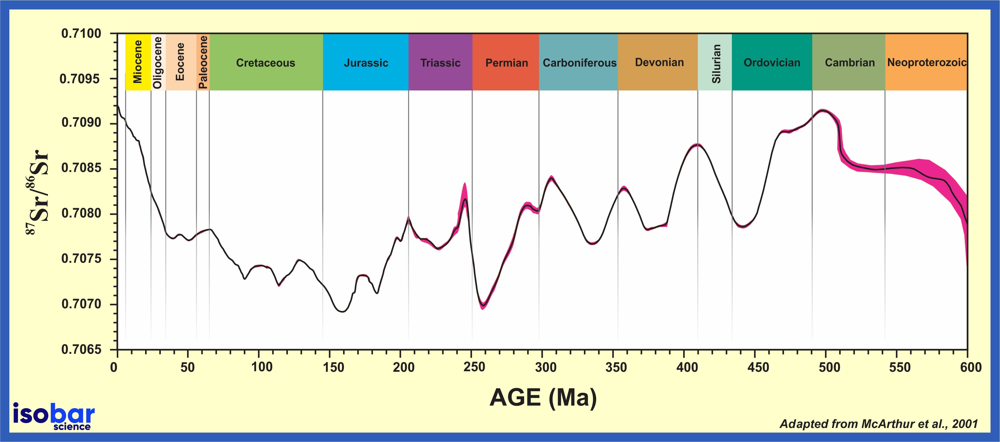 0.7100
0.7095
0.7090
0.7085
0.7080
0.7075
0.7070
0.7065
87Sr/86Sr
Miocene
Oligocene
Eocene
Paleocene
Cretaceous
Jurassic
Triassic
Permian
Carboniferous
Devonian
Silurian
Ordovician
Cambrian
Neoproterozoic
0 50 100 150 200 250 300 350 400 450 500 550 600
AGE (Ma)
isobar
science
Adapted from McArthur et al., 2001